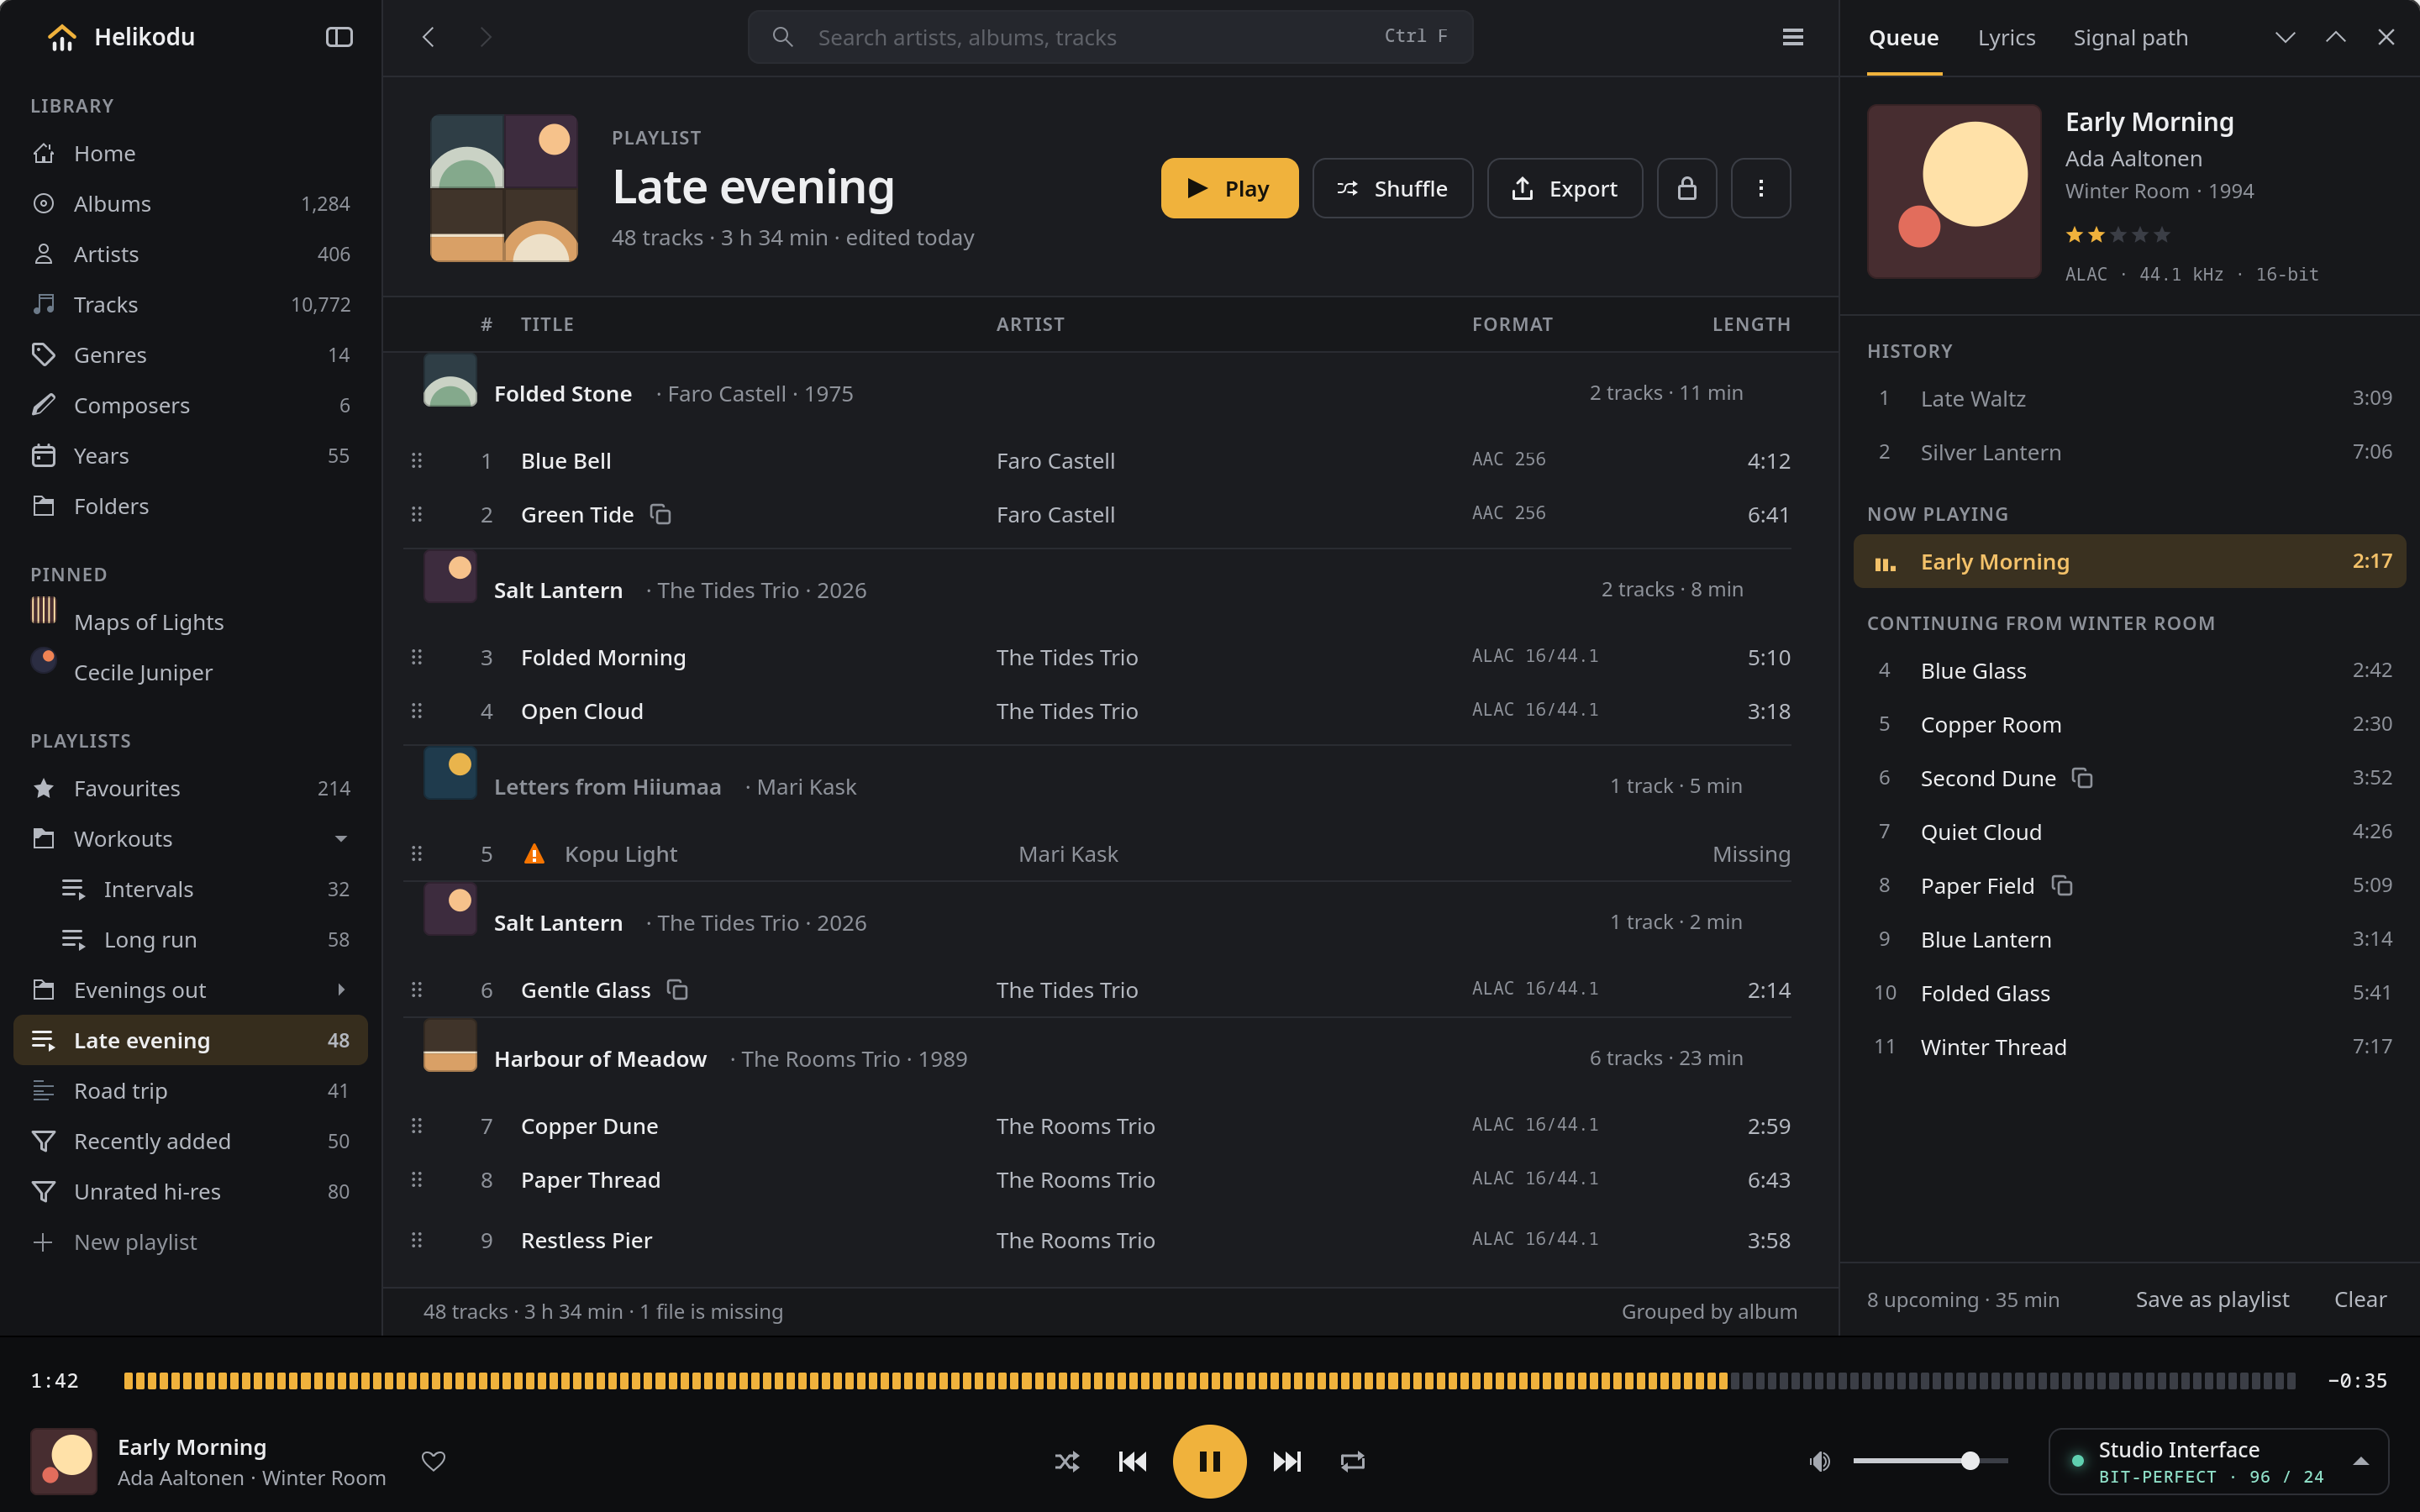 Helikodu
LIBRARY
Home
Albums 1,284
Artists 406
Tracks 10,772
Genres 14
Composers 6
Years 55
Folders
PINNED
Maps of Lights
Cecile Juniper
PLAYLISTS
Favourites 214
Workouts
Intervals 32
Long run 58
Evenings out
Late evening 48
Road trip 41
Recently added 50
Unrated hi-res 80
New playlist
Search artists, albums, tracks Ctrl F
PLAYLIST
Late evening
48 tracks · 3 h 34 min · edited today
Play Shuffle Export
# TITLE ARTIST FORMAT LENGTH
Folded Stone · Faro Castell · 1975 2 tracks · 11 min
1 Blue Bell Faro Castell AAC 256 4:12
2 Green Tide Faro Castell AAC 256 6:41
Salt Lantern · The Tides Trio · 2026 2 tracks · 8 min
3 Folded Morning The Tides Trio ALAC 16/44.1 5:10
4 Open Cloud The Tides Trio ALAC 16/44.1 3:18
Letters from Hiiumaa · Mari Kask 1 track · 5 min
5 Kopu Light Mari Kask Missing
Salt Lantern · The Tides Trio · 2026 1 track · 2 min
6 Gentle Glass The Tides Trio ALAC 16/44.1 2:14
Harbour of Meadow · The Rooms Trio · 1989 6 tracks · 23 min
7 Copper Dune The Rooms Trio ALAC 16/44.1 2:59
8 Paper Thread The Rooms Trio ALAC 16/44.1 6:43
9 Restless Pier The Rooms Trio ALAC 16/44.1 3:58
48 tracks · 3 h 34 min · 1 file is missing Grouped by album
Queue Lyrics Signal path
Early Morning
Ada Aaltonen
Winter Room · 1994
ALAC · 44.1 kHz · 16-bit
HISTORY
1 Late Waltz 3:09
2 Silver Lantern 7:06
NOW PLAYING
Early Morning 2:17
CONTINUING FROM WINTER ROOM
4 Blue Glass 2:42
5 Copper Room 2:30
6 Second Dune 3:52
7 Quiet Cloud 4:26
8 Paper Field 5:09
9 Blue Lantern 3:14
10 Folded Glass 5:41
11 Winter Thread 7:17
8 upcoming · 35 min Save as playlist Clear
1:42 −0:35
Early Morning
Ada Aaltonen · Winter Room
Studio Interface
BIT-PERFECT · 96 / 24